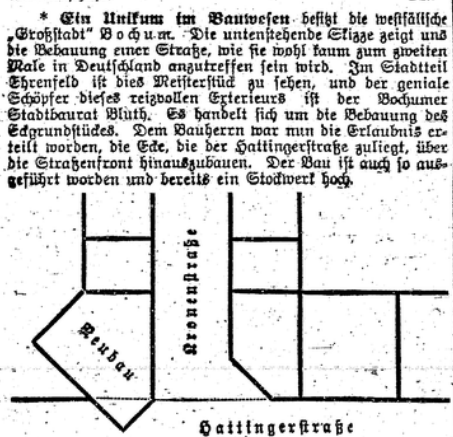 * Ein Unikum im Bauwesen besitzt die westfälische
„Großstadt" Bochum. Die untenstehende Skizze zeigt uns
die Bebauung einer Straße, wie sie wohl kaum zum zweiten
Male in Deutschland anzutreffen sein wird. Im Stadtteil
Ehrenfeld ist dies Meisterstück zu sehen, und der geniale
Schöpfer dieses reizvollen Exterieurs ist der Bochumer
Stadtbaurat Bluth. Es handelt sich um die Bebauung des
Eckgrundstückes. Dem Bauherrn war nun die Erlaubnis er-
teilt worden, die Ecke, die der Hattingerstraße zuliegt, über
die Straßenfront hinauszubauen. Der Bau ist auch so aus-
geführt worden und bereits ein Stockwerk hoch.
Neubau
Kronenstraße
Hattingerstraße